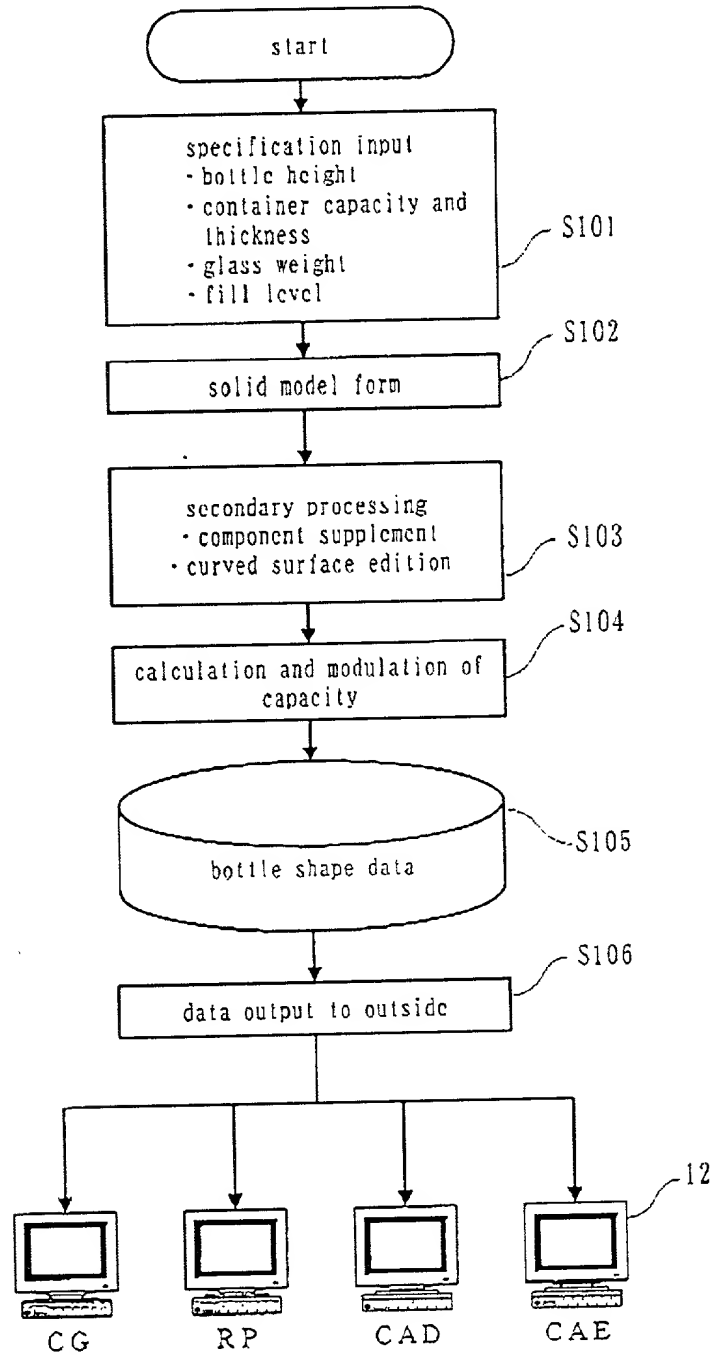 start
specification input
・bottle height
・container capacity and
thickness
・glass weight
・fill level
S101
S102
solid model form
secondary processing
・component supplement
・curved surface edition
S103
S104
calculation and modulation of
capacity
S105
bottle shape data
S106
data output to outside
12
CG
RP
CAD
CAE